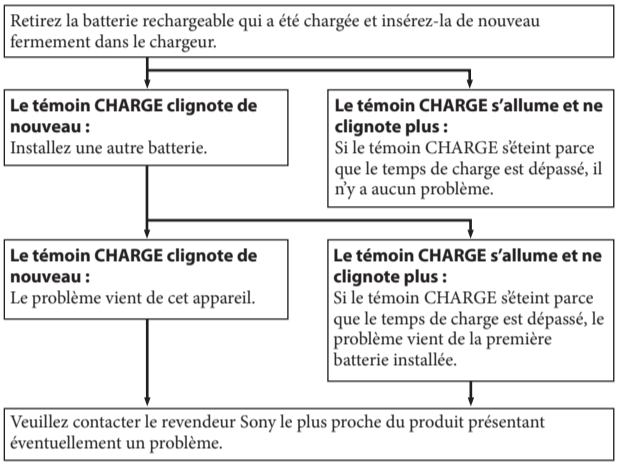 Retirez la batterie rechargeable qui a été chargée et insérez-la de nouveau
fermement dans le chargeur.
Le témoin CHARGE clignote de
nouveau :
Installez une autre batterie.
Le témoin CHARGE s'allume et ne
clignote plus :
Si le témoin CHARGE s'éteint parce
que le temps de charge est dépassé, il
n'y a aucun problème.
Le témoin CHARGE clignote de
nouveau :
Le problème vient de cet appareil.
Le témoin CHARGE s'allume et ne
clignote plus :
Si le témoin CHARGE s'éteint parce
que le temps de charge est dépassé, le
problème vient de la première
batterie installée.
Veuillez contacter le revendeur Sony le plus proche du produit présentant
éventuellement un problème.